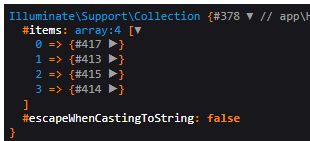 Illuminate\Support\Collection {#378 ▼ // app\H
#items: array:4 [▼
0 => {#417 ▶}
1 => {#413 ▶}
2 => {#415 ▶}
3 => {#414 ▶}
]
#escapeWhenCastingToString: false
}